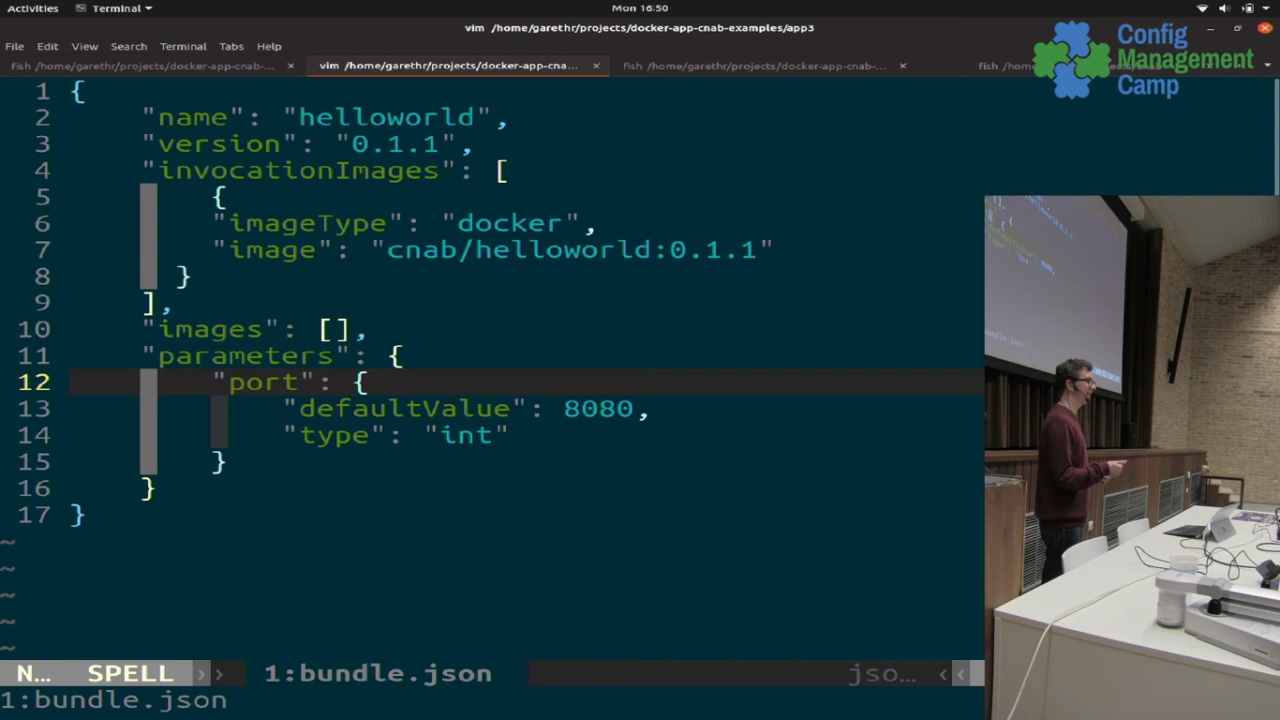 Activities Terminal Mon 16:50
vim /home/garethr/projects/docker-app-cnab-examples/app3
File Edit View Search Terminal Tabs Help
fish /home/garethr/projects/docker-app-cnab-... vim /home/garethr/projects/docker-app-cna... fish /home/garethr/projects/docker-app-cnab-... fish /home/
Config
Management
Camp
1 {
2 "name": "helloworld",
3 "version": "0.1.1",
4 "invocationImages": [
5 {
6 "imageType": "docker",
7 "image": "cnab/helloworld:0.1.1"
8 }
9 ],
10 "images": [],
11 "parameters": {
12 "port": {
13 "defaultValue": 8080,
14 "type": "int"
15 }
16 }
17 }
~
~
~
~
~
N... SPELL 1:bundle.json jso...
1:bundle.json